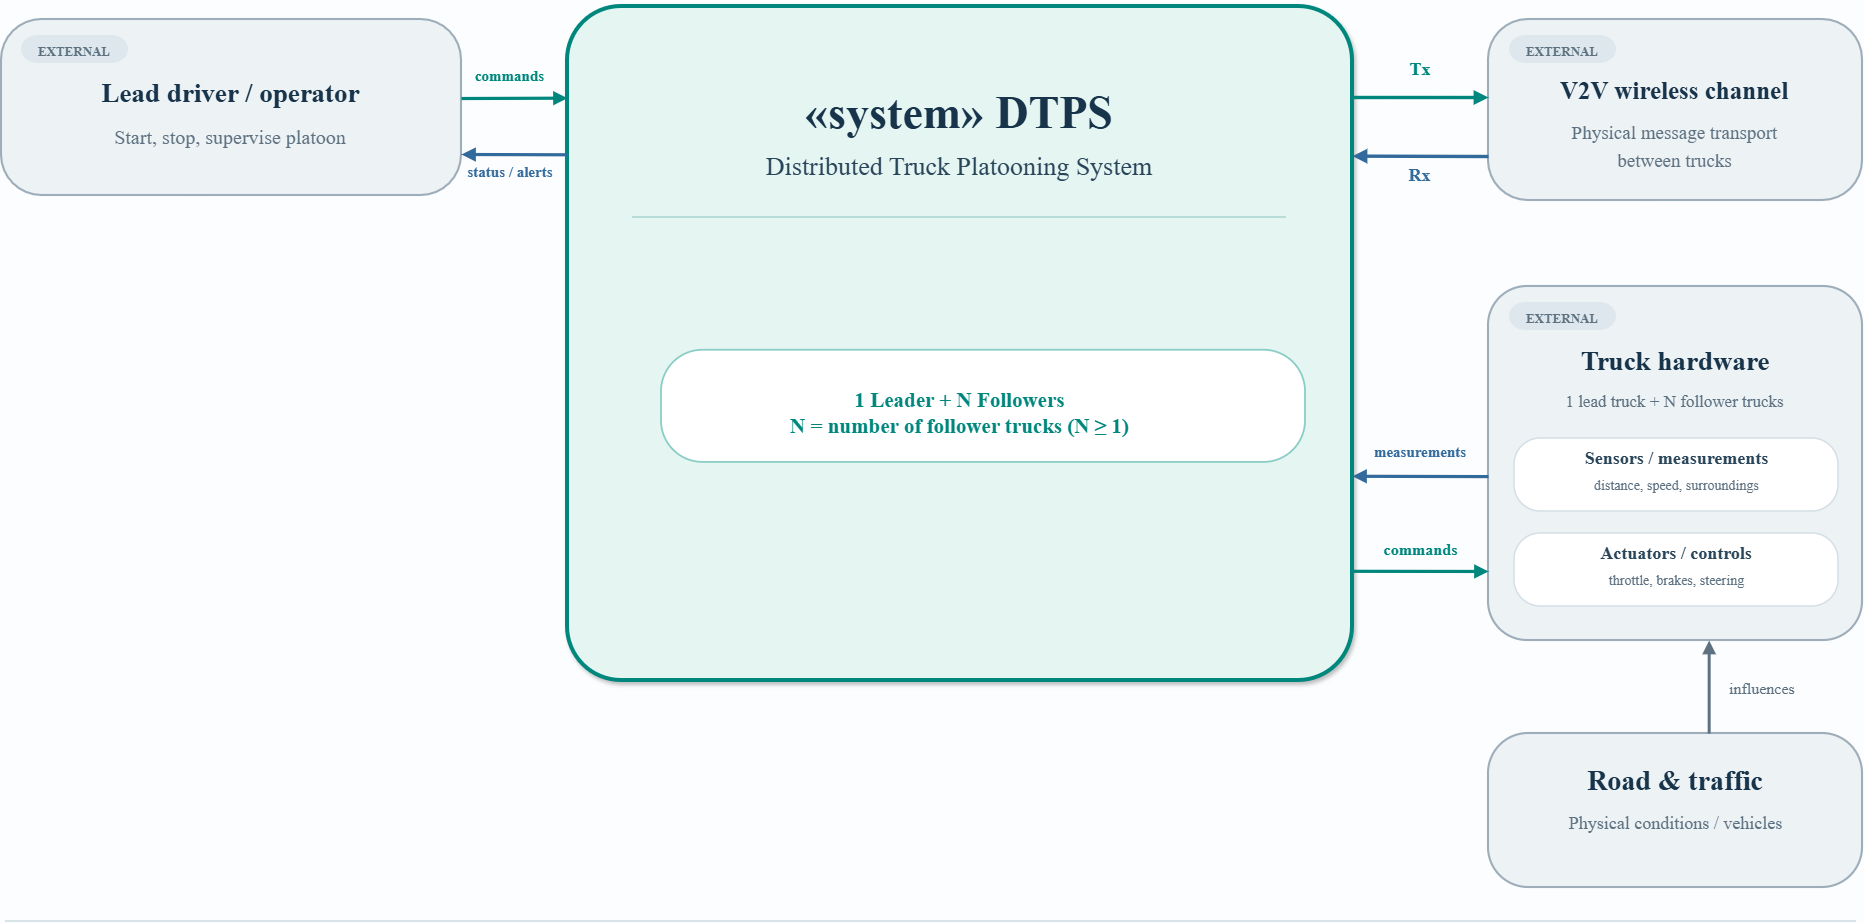 EXTERNAL
Lead driver / operator
Start, stop, supervise platoon
commands
status / alerts
«system» DTPS
Distributed Truck Platooning System
1 Leader + N Followers
N = number of follower trucks (N ≥ 1)
Tx
Rx
EXTERNAL
V2V wireless channel
Physical message transport
between trucks
measurements
commands
EXTERNAL
Truck hardware
1 lead truck + N follower trucks
Sensors / measurements
distance, speed, surroundings
Actuators / controls
throttle, brakes, steering
influences
Road & traffic
Physical conditions / vehicles